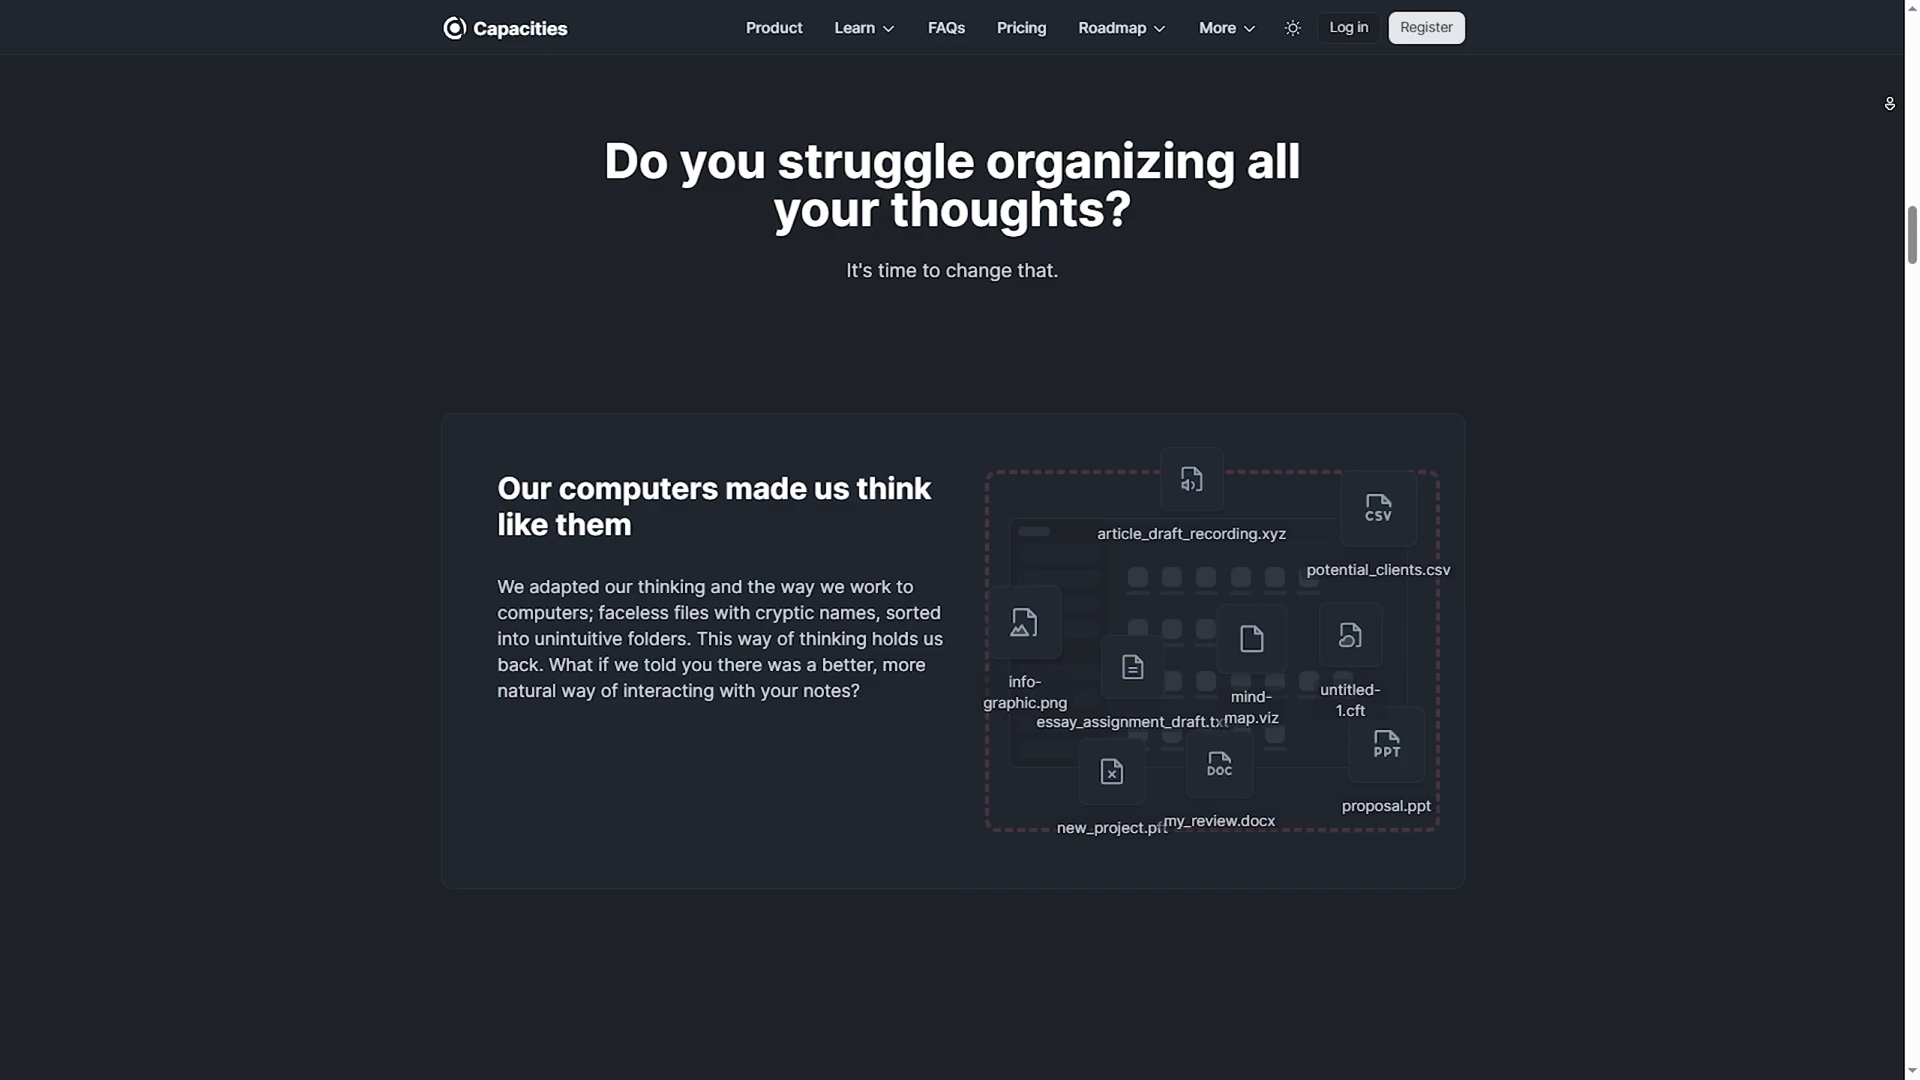 Capacities
Product
Learn
FAQs
Pricing
Roadmap
More
Log in
Register
Do you struggle organizing all
your thoughts?
It's time to change that.
Our computers made us think
like them
We adapted our thinking and the way we work to
computers; faceless files with cryptic names, sorted
into unintuitive folders. This way of thinking holds us
back. What if we told you there was a better, more
natural way of interacting with your notes?
article_draft_recording.xyz
CSV
potential_clients.csv
info-
graphic.png
essay_assignment_draft.txt
mind-
map.viz
untitled-
1.cft
new_project.pft
DOC
my_review.docx
PPT
proposal.ppt